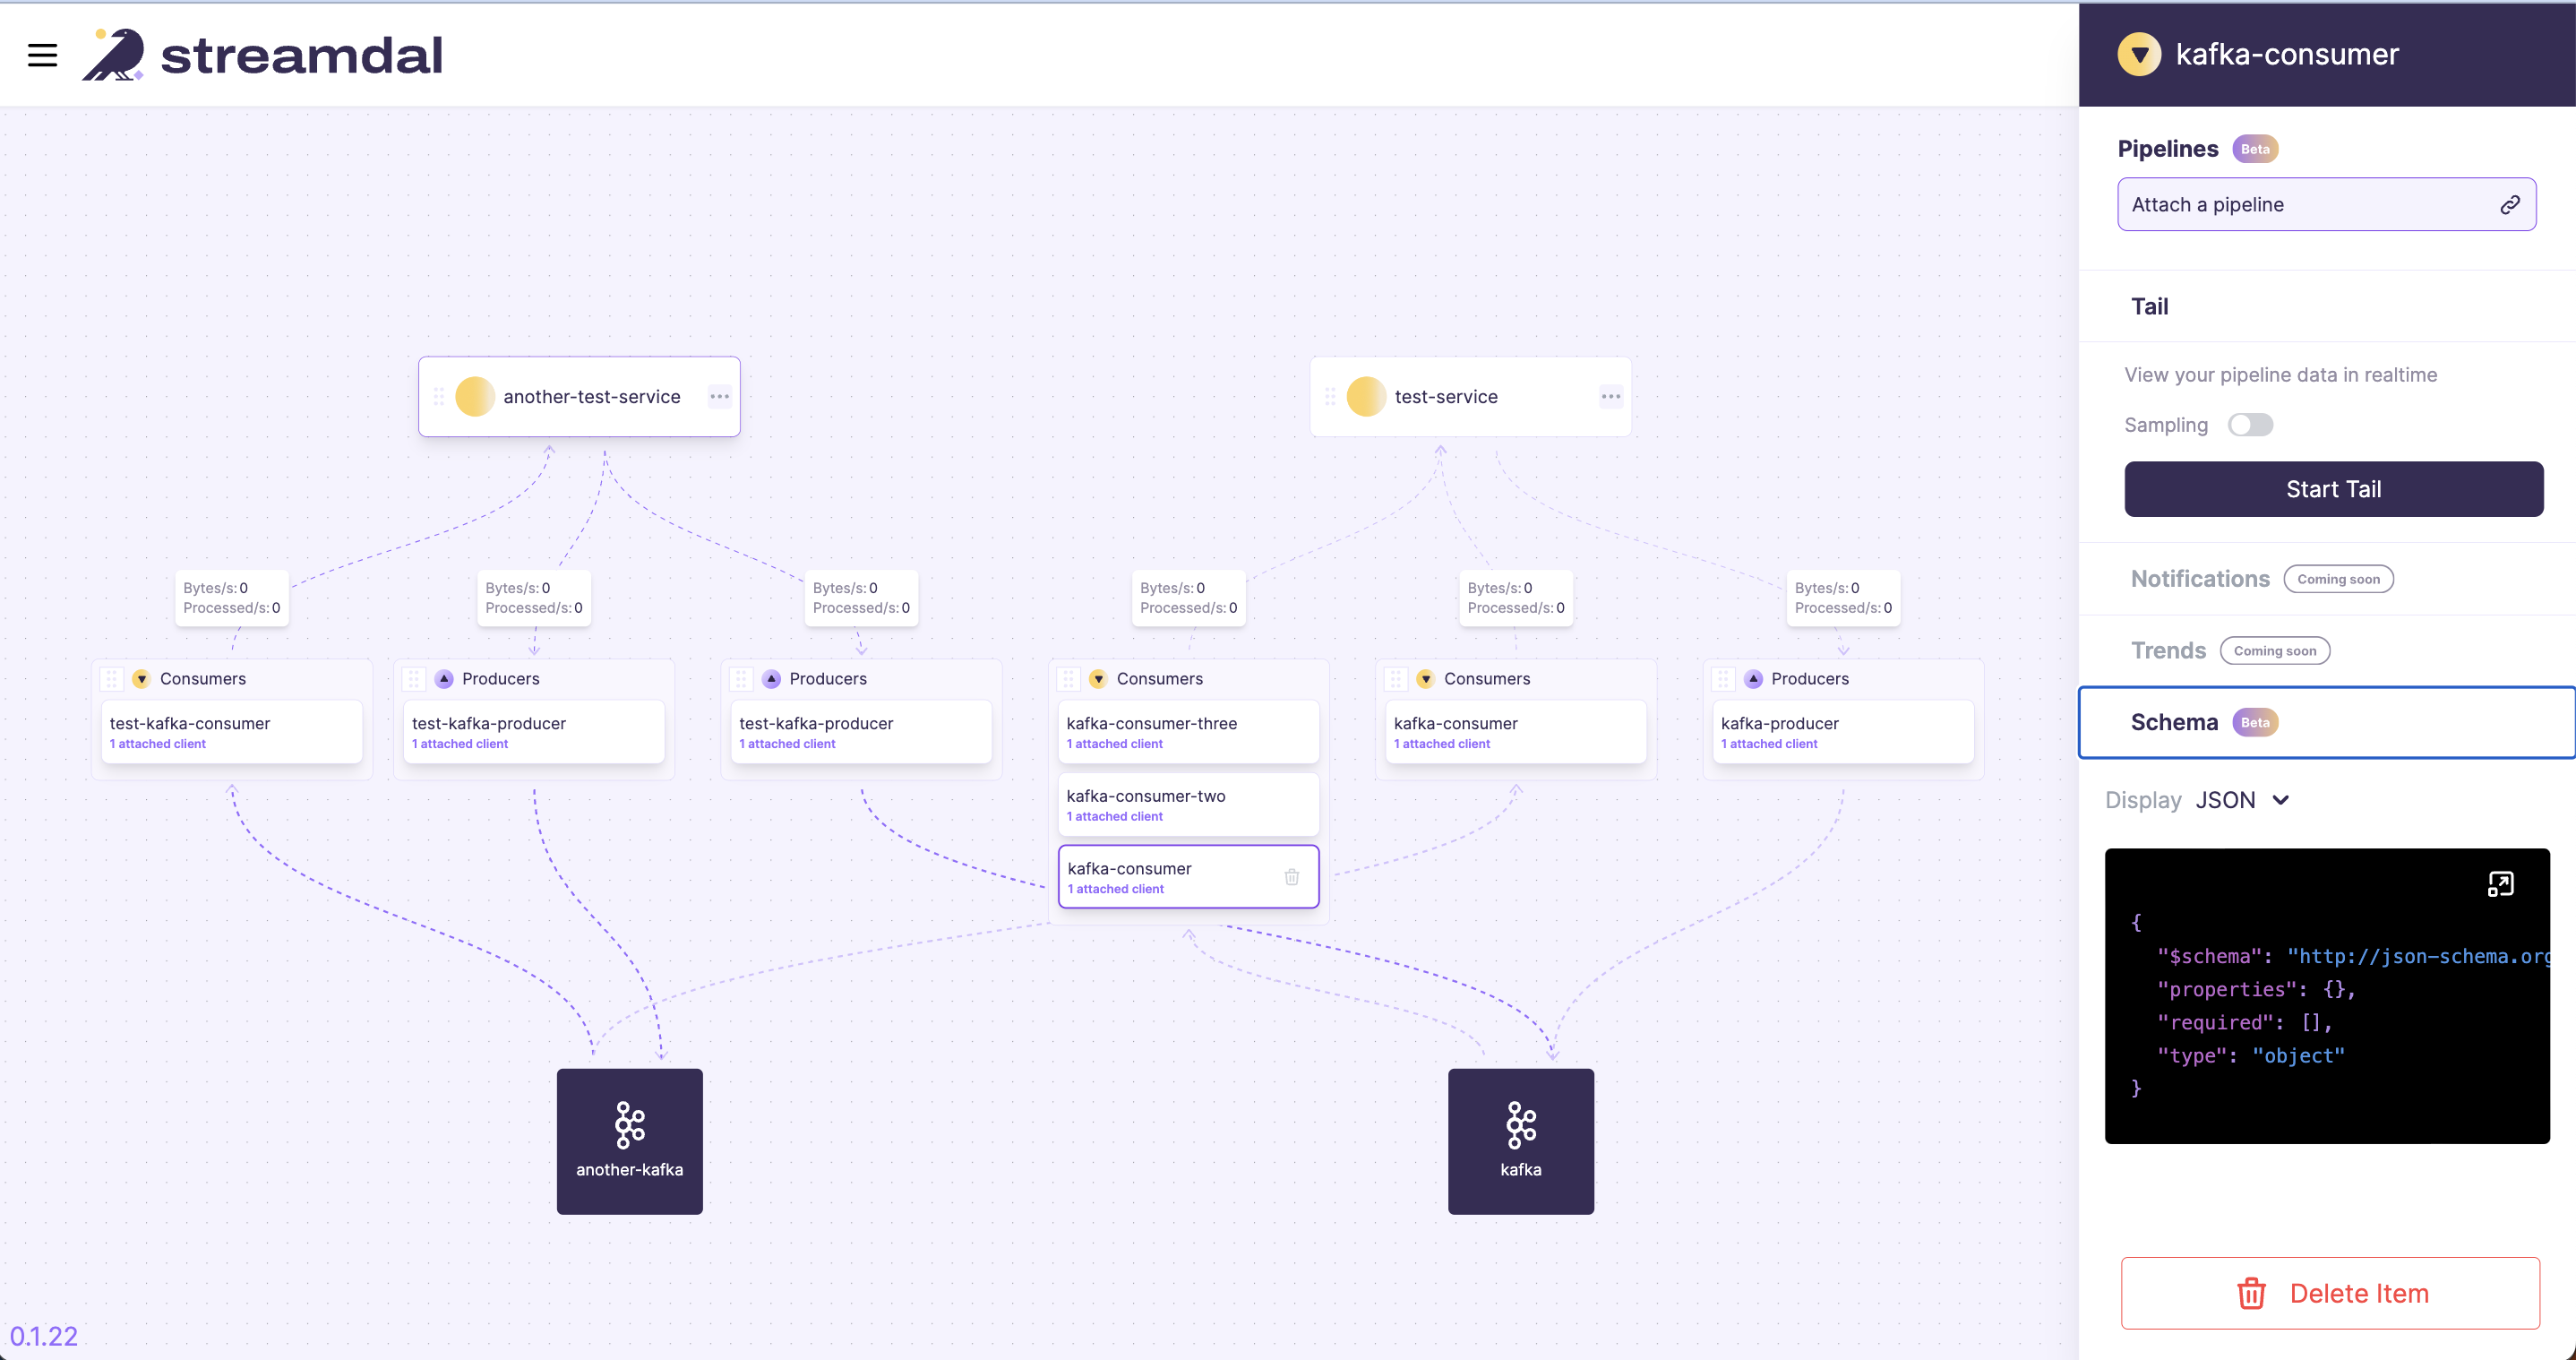 streamdal
kafka-consumer
Pipelines Beta
Attach a pipeline
Tail
View your pipeline data in realtime
Sampling
Start Tail
Notifications Coming soon
Trends Coming soon
Schema Beta
Display JSON
{
"$schema": "http://json-schema.org
"properties": {},
"required": [],
"type": "object"
}
Delete Item
another-test-service
test-service
Bytes/s: 0
Processed/s: 0
Bytes/s: 0
Processed/s: 0
Bytes/s: 0
Processed/s: 0
Bytes/s: 0
Processed/s: 0
Bytes/s: 0
Processed/s: 0
Bytes/s: 0
Processed/s: 0
Consumers
test-kafka-consumer
1 attached client
Producers
test-kafka-producer
1 attached client
Producers
test-kafka-producer
1 attached client
Consumers
kafka-consumer-three
1 attached client
kafka-consumer-two
1 attached client
kafka-consumer
1 attached client
Consumers
kafka-consumer
1 attached client
Producers
kafka-producer
1 attached client
another-kafka
kafka
0.1.22